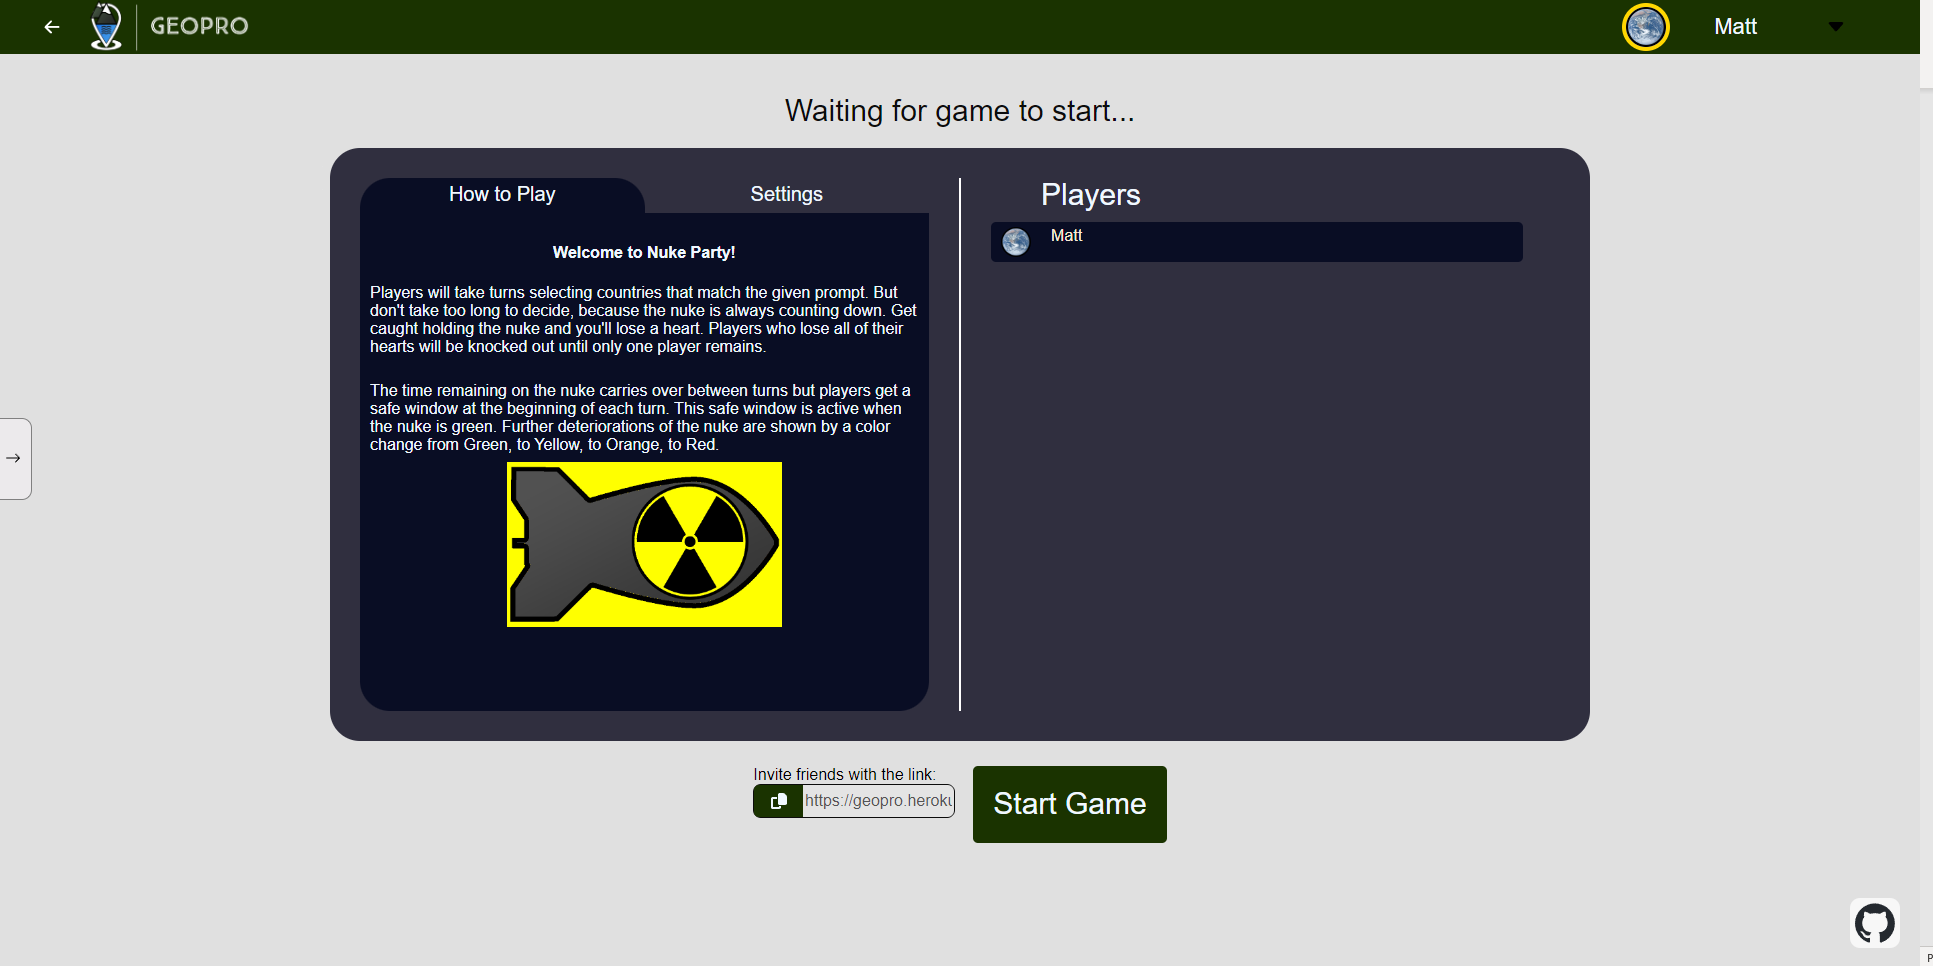 GEOPRO
Matt
Waiting for game to start...
How to Play
Settings
Welcome to Nuke Party!
Players will take turns selecting countries that match the given prompt. But
don't take too long to decide, because the nuke is always counting down. Get
caught holding the nuke and you'll lose a heart. Players who lose all of their
hearts will be knocked out until only one player remains.
The time remaining on the nuke carries over between turns but players get a
safe window at the beginning of each turn. This safe window is active when
the nuke is green. Further deteriorations of the nuke are shown by a color
change from Green, to Yellow, to Orange, to Red.
Players
Matt
Invite friends with the link:
https://geopro.heroku
Start Game
P